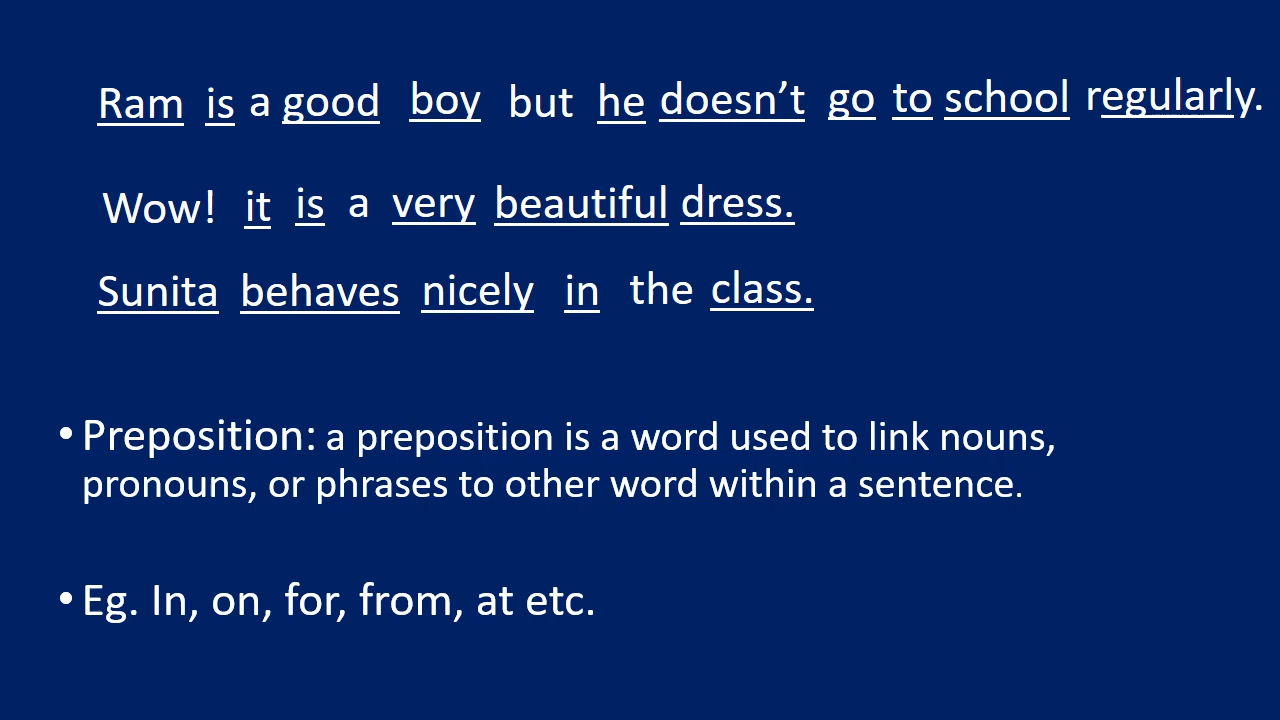 Ram is a good boy but he doesn’t go to school regularly.
Wow! it is a very beautiful dress.
Sunita behaves nicely in the class.
• Preposition: a preposition is a word used to link nouns,
pronouns, or phrases to other word within a sentence.
• Eg. In, on, for, from, at etc.